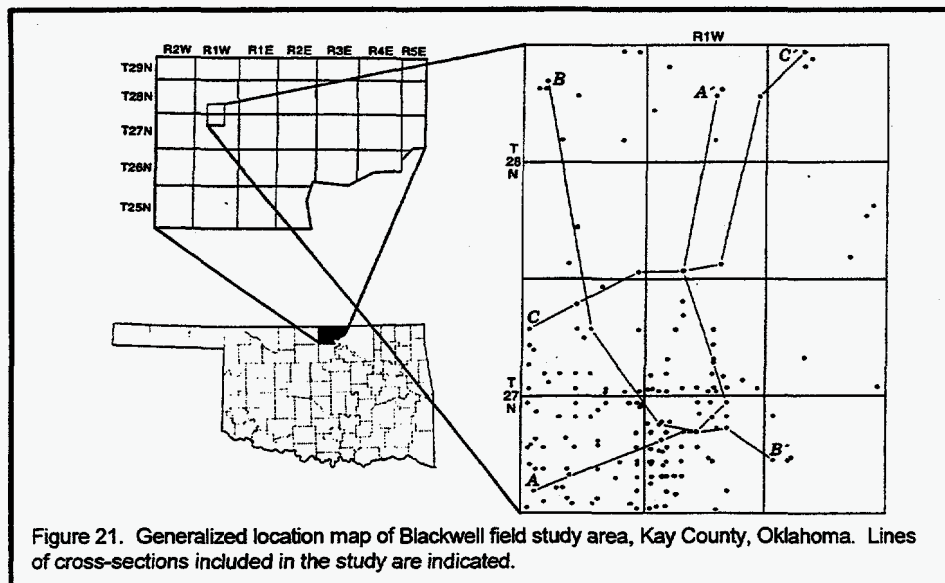 R2W R1W R1E R2E R3E R4E R5E
T29N
T28N
T27N
T26N
T25N
R1W
C´
B
A´
T
28
N
C
T
27
N
B´
A
Figure 21. Generalized location map of Blackwell field study area, Kay County, Oklahoma. Lines
of cross-sections included in the study are indicated.